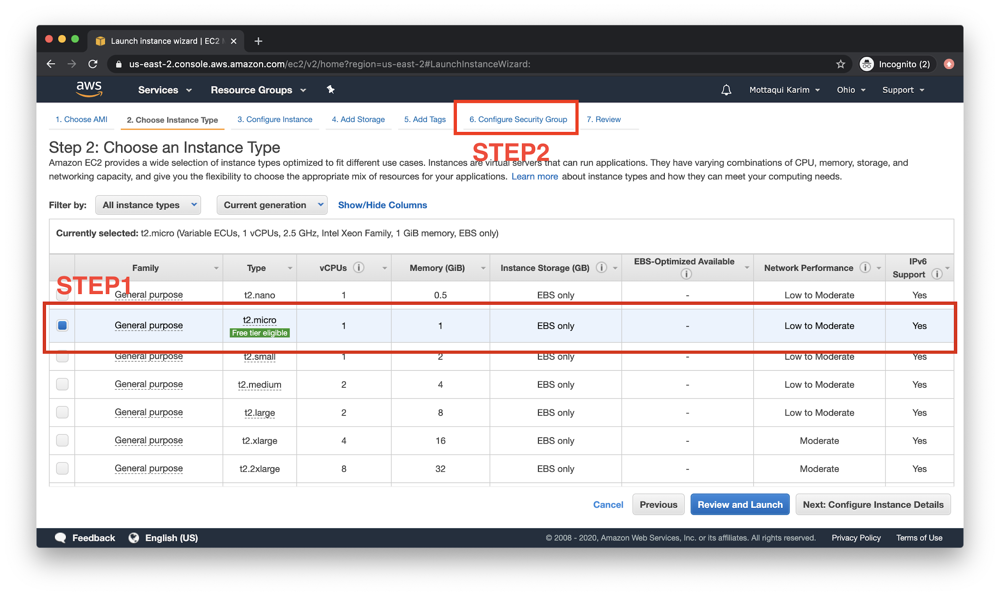 Launch instance wizard | EC2
us-east-2.console.aws.amazon.com/ec2/v2/home?region=us-east-2#LaunchInstanceWizard:
Incognito (2)
aws
Services
Resource Groups
Mottaqui Karim
Ohio
Support
1. Choose AMI
2. Choose Instance Type
3. Configure Instance
4. Add Storage
5. Add Tags
6. Configure Security Group
7. Review
Step 2: Choose an Instance Type
STEP2
Amazon EC2 provides a wide selection of instance types optimized to fit different use cases. Instances are virtual servers that can run applications. They have varying combinations of CPU, memory, storage, and
networking capacity, and give you the flexibility to choose the appropriate mix of resources for your applications. Learn more about instance types and how they can meet your computing needs.
Filter by:
All instance types
Current generation
Show/Hide Columns
Currently selected: t2.micro (Variable ECUs, 1 vCPUs, 2.5 GHz, Intel Xeon Family, 1 GiB memory, EBS only)
Family
Type
vCPUs
Memory (GiB)
Instance Storage (GB)
EBS-Optimized Available
Network Performance
IPv6
Support
STEP1
General purpose t2.nano 1 0.5 EBS only - Low to Moderate Yes
General purpose t2.micro 1 1 EBS only - Low to Moderate Yes
Free tier eligible
General purpose t2.small 1 2 EBS only - Low to Moderate Yes
General purpose t2.medium 2 4 EBS only - Low to Moderate Yes
General purpose t2.large 2 8 EBS only - Low to Moderate Yes
General purpose t2.xlarge 4 16 EBS only - Moderate Yes
General purpose t2.2xlarge 8 32 EBS only - Moderate Yes
Cancel
Previous
Review and Launch
Next: Configure Instance Details
Feedback
English (US)
© 2008 - 2020, Amazon Web Services, Inc. or its affiliates. All rights reserved.
Privacy Policy
Terms of Use